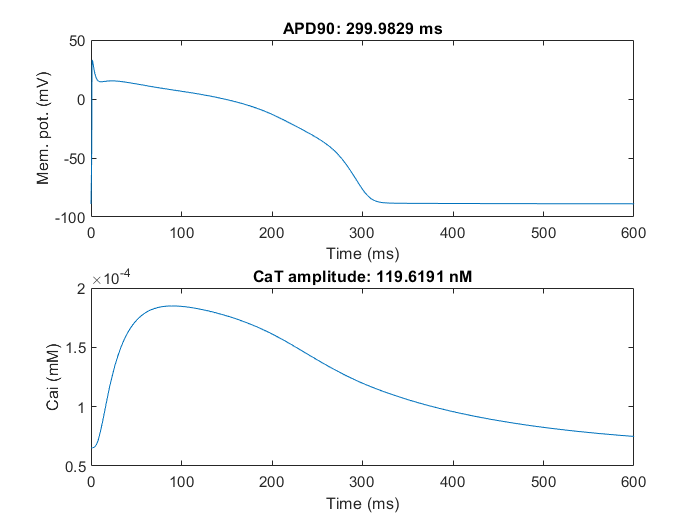 APD90: 299.9829 ms
50
0
-50
-100
Mem. pot. (mV)
0 100 200 300 400 500 600
Time (ms)
×10-4
CaT amplitude: 119.6191 nM
2
1.5
1
0.5
Cai (mM)
0 100 200 300 400 500 600
Time (ms)